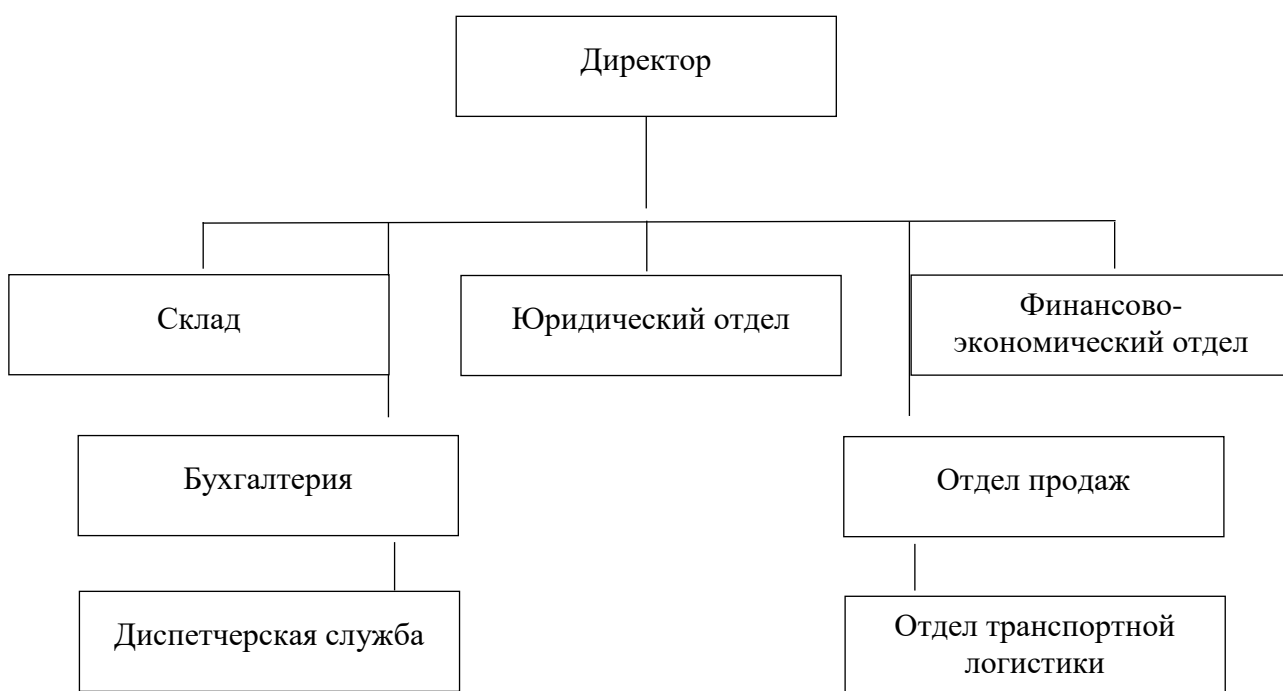 Директор
Склад
Юридический отдел
Финансово-
экономический отдел
Бухгалтерия
Отдел продаж
Диспетчерская служба
Отдел транспортной
логистики